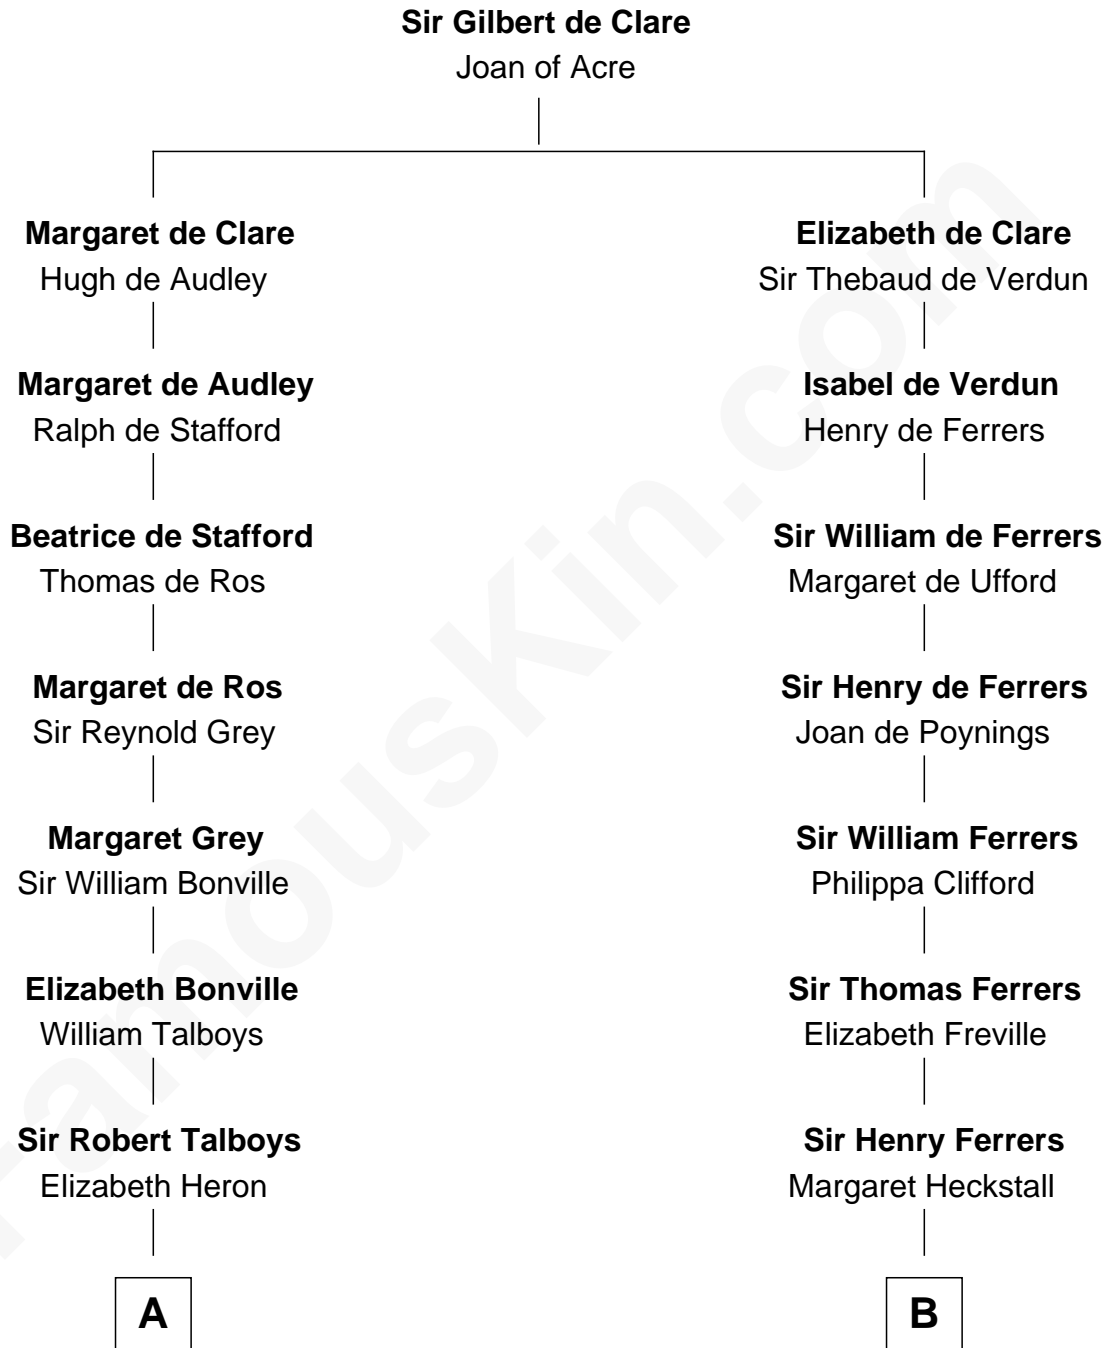 Sir Gilbert de Clare
Joan of Acre
Margaret de Clare
Hugh de Audley
Elizabeth de Clare
Sir Thebaud de Verdun
Margaret de Audley
Ralph de Stafford
Isabel de Verdun
Henry de Ferrers
Beatrice de Stafford
Thomas de Ros
Sir William de Ferrers
Margaret de Ufford
Margaret de Ros
Sir Reynold Grey
Sir Henry de Ferrers
Joan de Poynings
Margaret Grey
Sir William Bonville
Sir William Ferrers
Philippa Clifford
Elizabeth Bonville
William Talboys
Sir Thomas Ferrers
Elizabeth Freville
Sir Robert Talboys
Elizabeth Heron
Sir Henry Ferrers
Margaret Heckstall
A
B
FamousKin.com